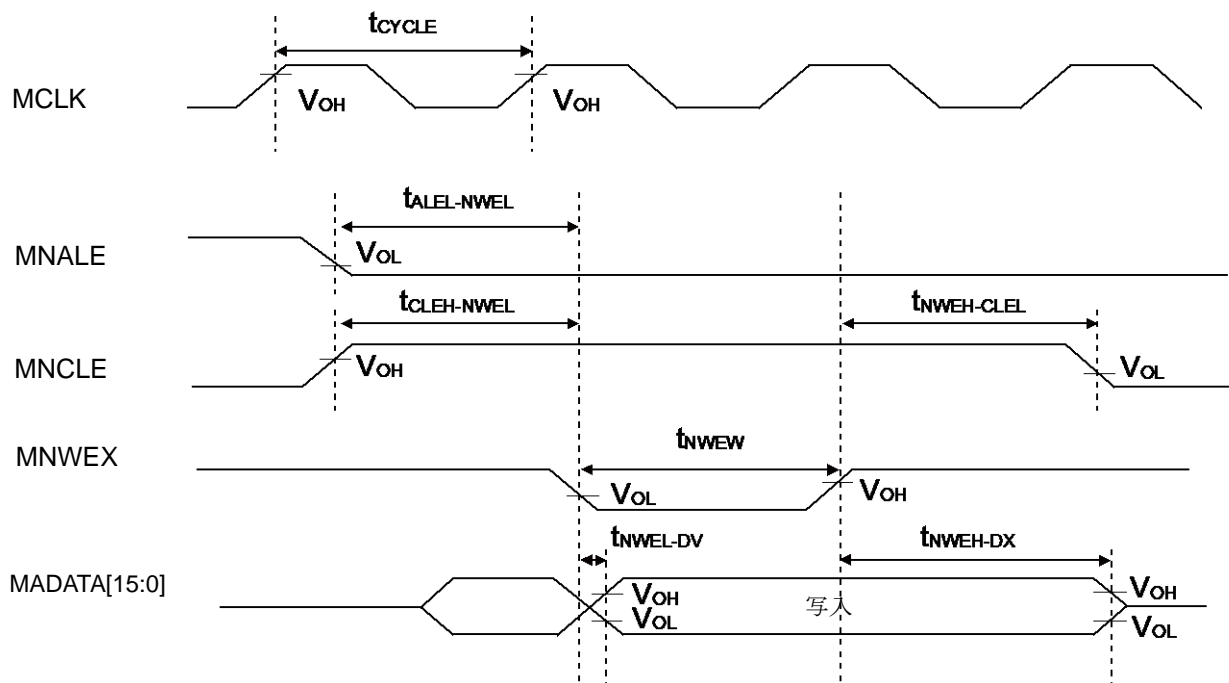 tCYCLE
MCLK
VOH
VOH
tALEL-NWEL
MNALE
VOL
tCLEH-NWEL
tNWEH-CLEL
MNCLE
VOH
VOL
MNWEX
tNWEW
VOL
VOH
tNWEL-DV
tNWEH-DX
MADATA[15:0]
VOH
VOL
写入
VOH
VOL